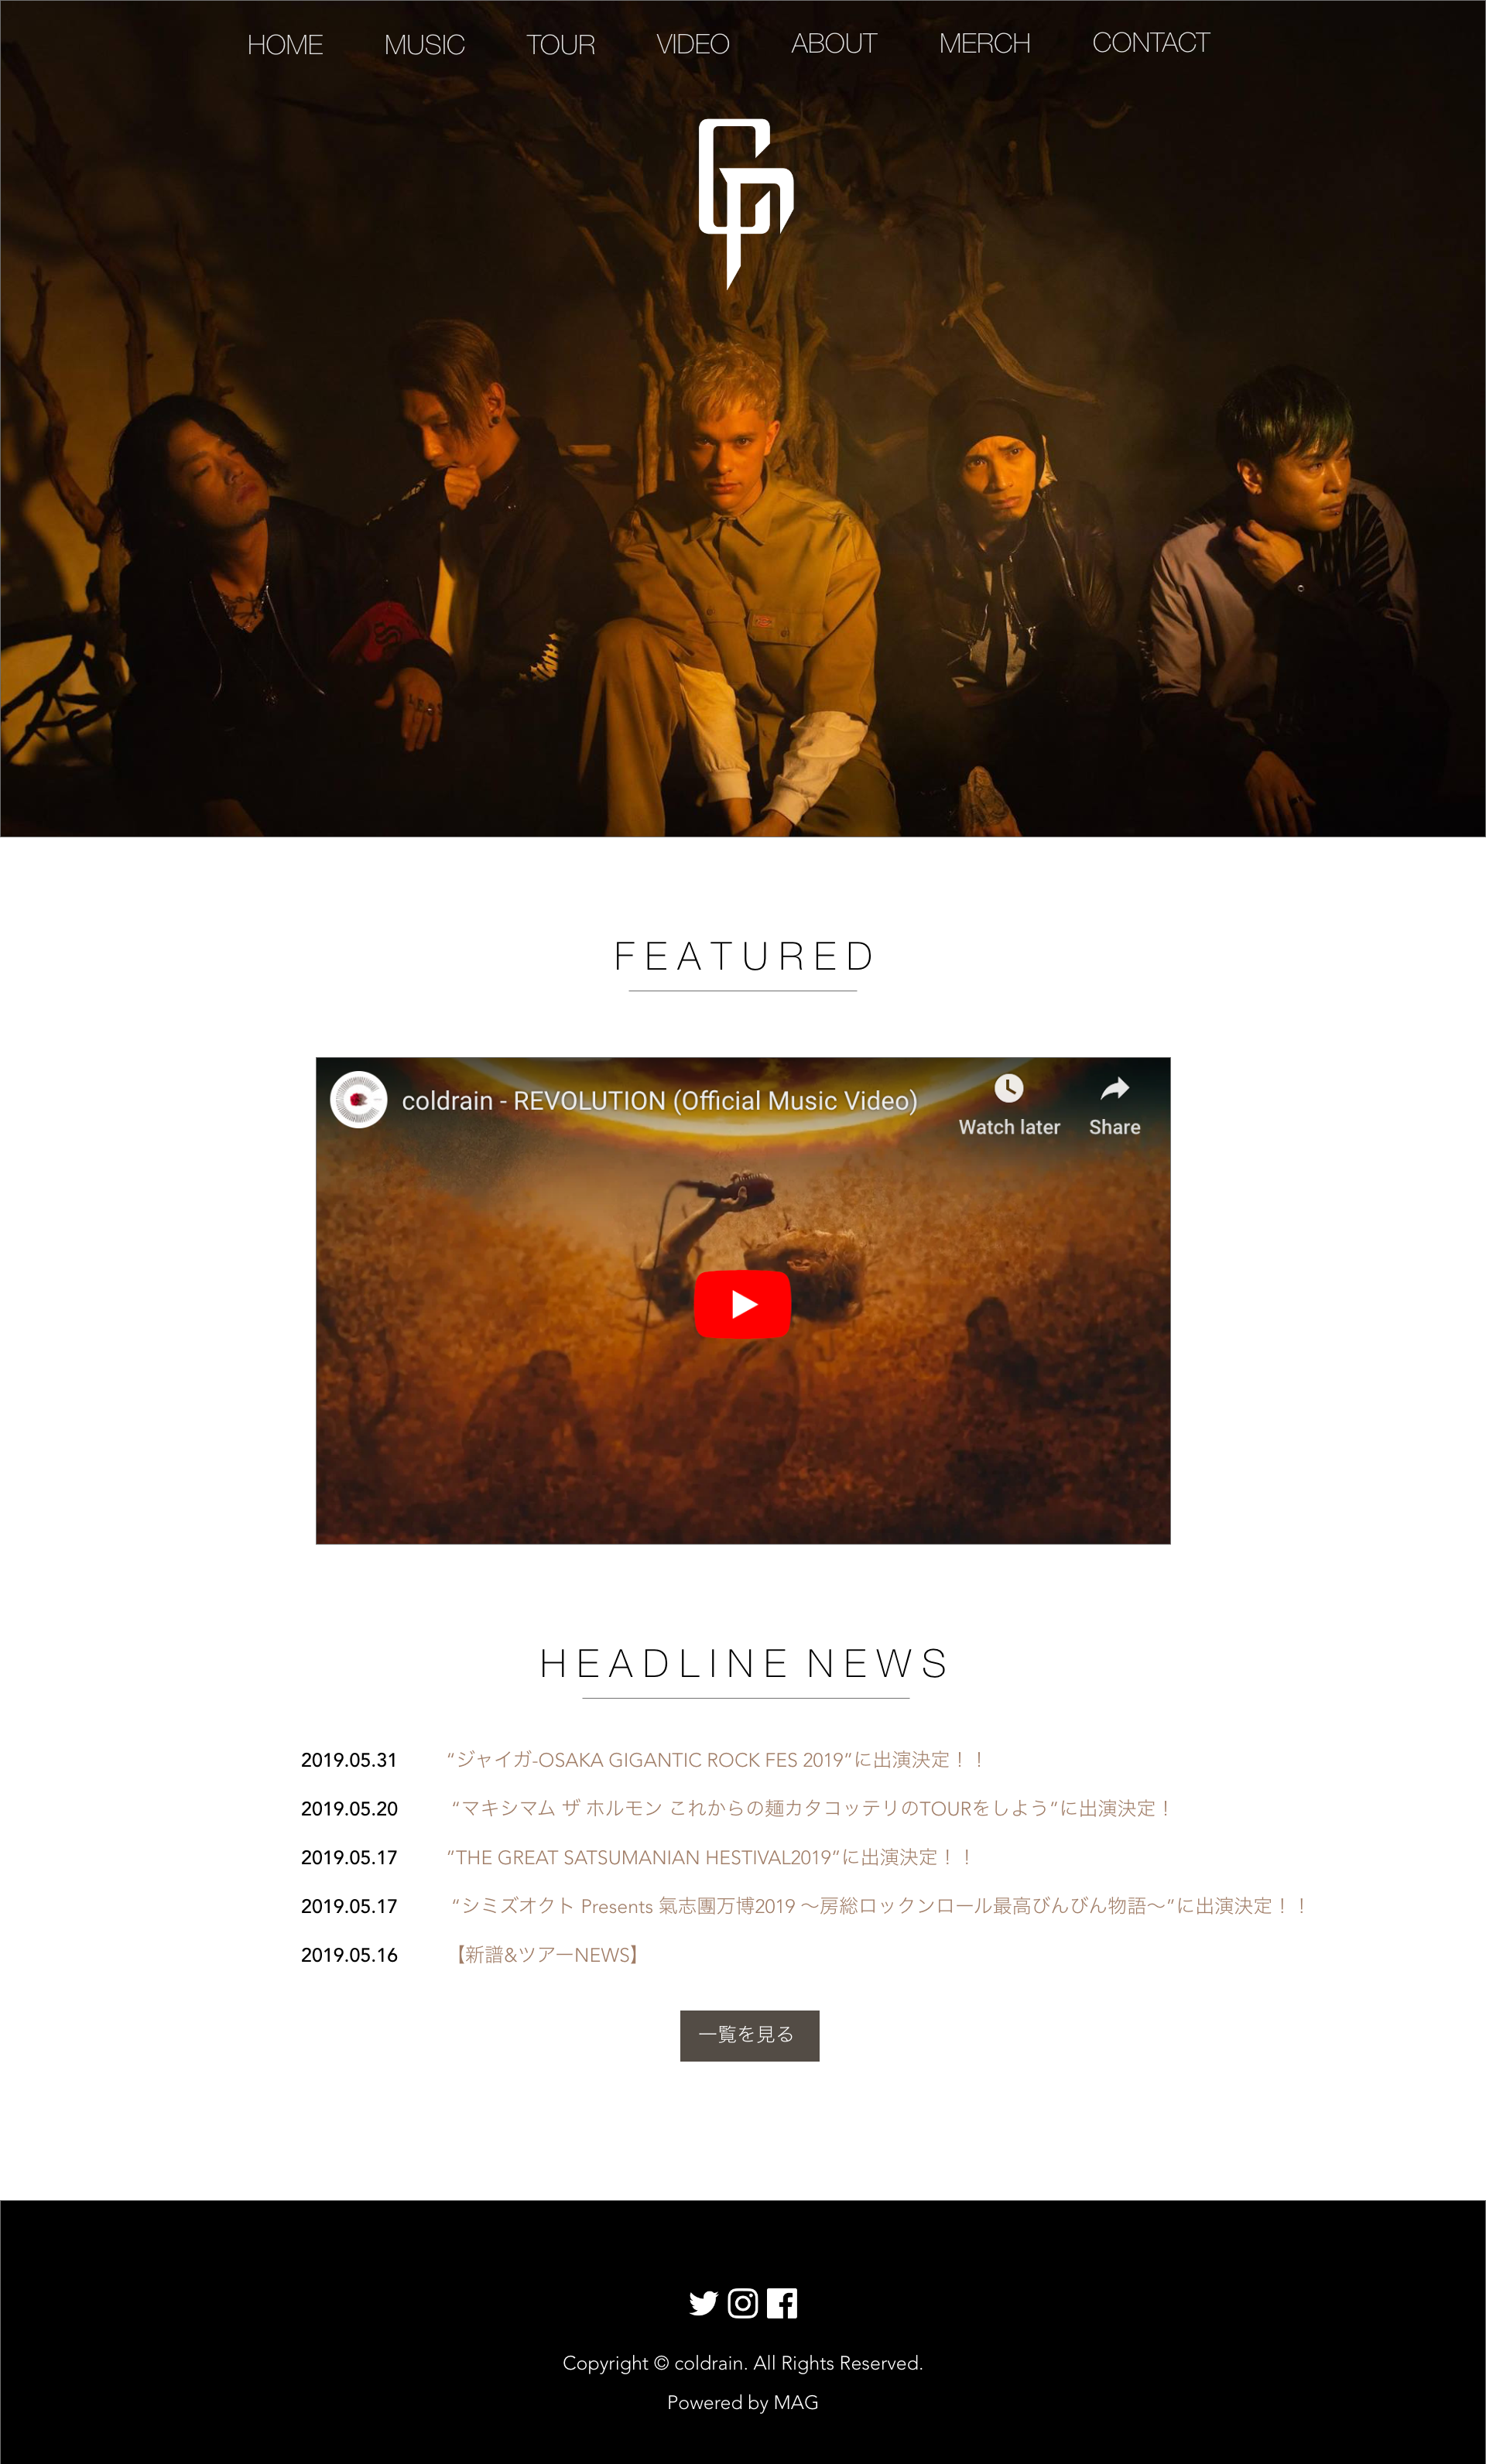 HOME MUSIC TOUR VIDEO ABOUT MERCH CONTACT
FEATURED
coldrain - REVOLUTION (Official Music Video)
Watch later Share
HEADLINE NEWS
2019.05.31 “ジャイガ-OSAKA GIGANTIC ROCK FES 2019”に出演決定！！
2019.05.20 “マキシマム ザ ホルモン これからの麺カタコッテリのTOURをしよう”に出演決定！
2019.05.17 “THE GREAT SATSUMANIAN HESTIVAL2019”に出演決定！！
2019.05.17 “シミズオクト Presents 氣志團万博2019 〜房総ロックンロール最高びんびん物語〜”に出演決定！！
2019.05.16 【新譜&ツアーNEWS】
一覧を見る
Copyright © coldrain. All Rights Reserved.
Powered by MAG